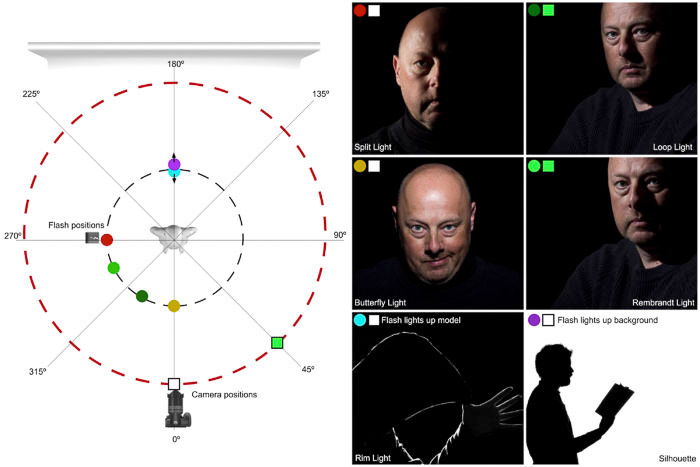 180º
225º
135º
Flash positions
270º
90º
315º
45º
Camera positions
0º
Split Light
Loop Light
Butterfly Light
Rembrandt Light
Flash lights up model
Flash lights up background
Rim Light
Silhouette